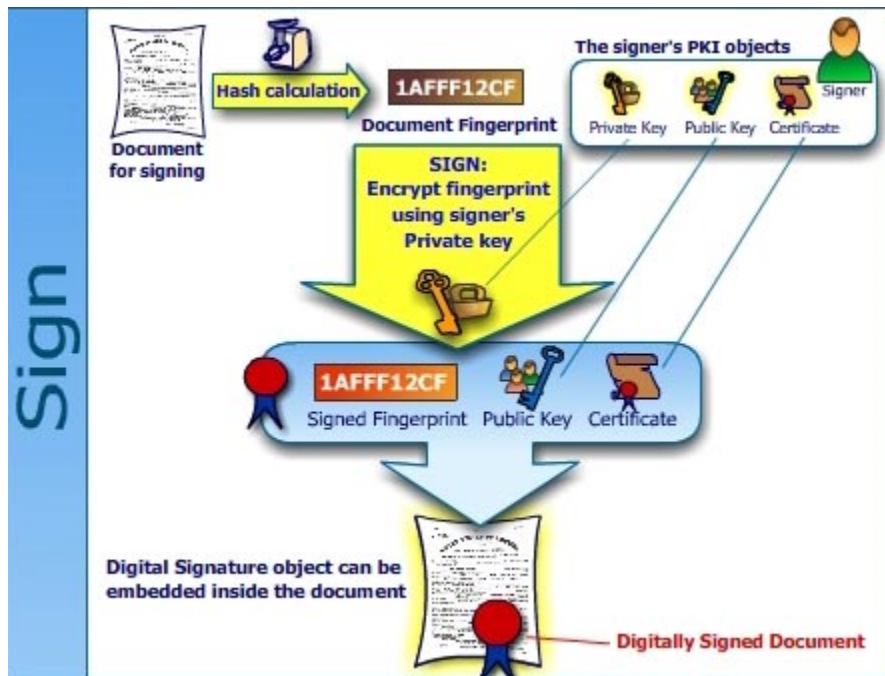 Sign
Document
for signing
Hash calculation
1AFFF12CF
Document Fingerprint
The signer's PKI objects
Signer
Private Key
Public Key
Certificate
SIGN:
Encrypt fingerprint
using signer's
Private key
1AFFF12CF
Signed Fingerprint
Public Key
Certificate
Digital Signature object can be
embedded inside the document
Digitally Signed Document